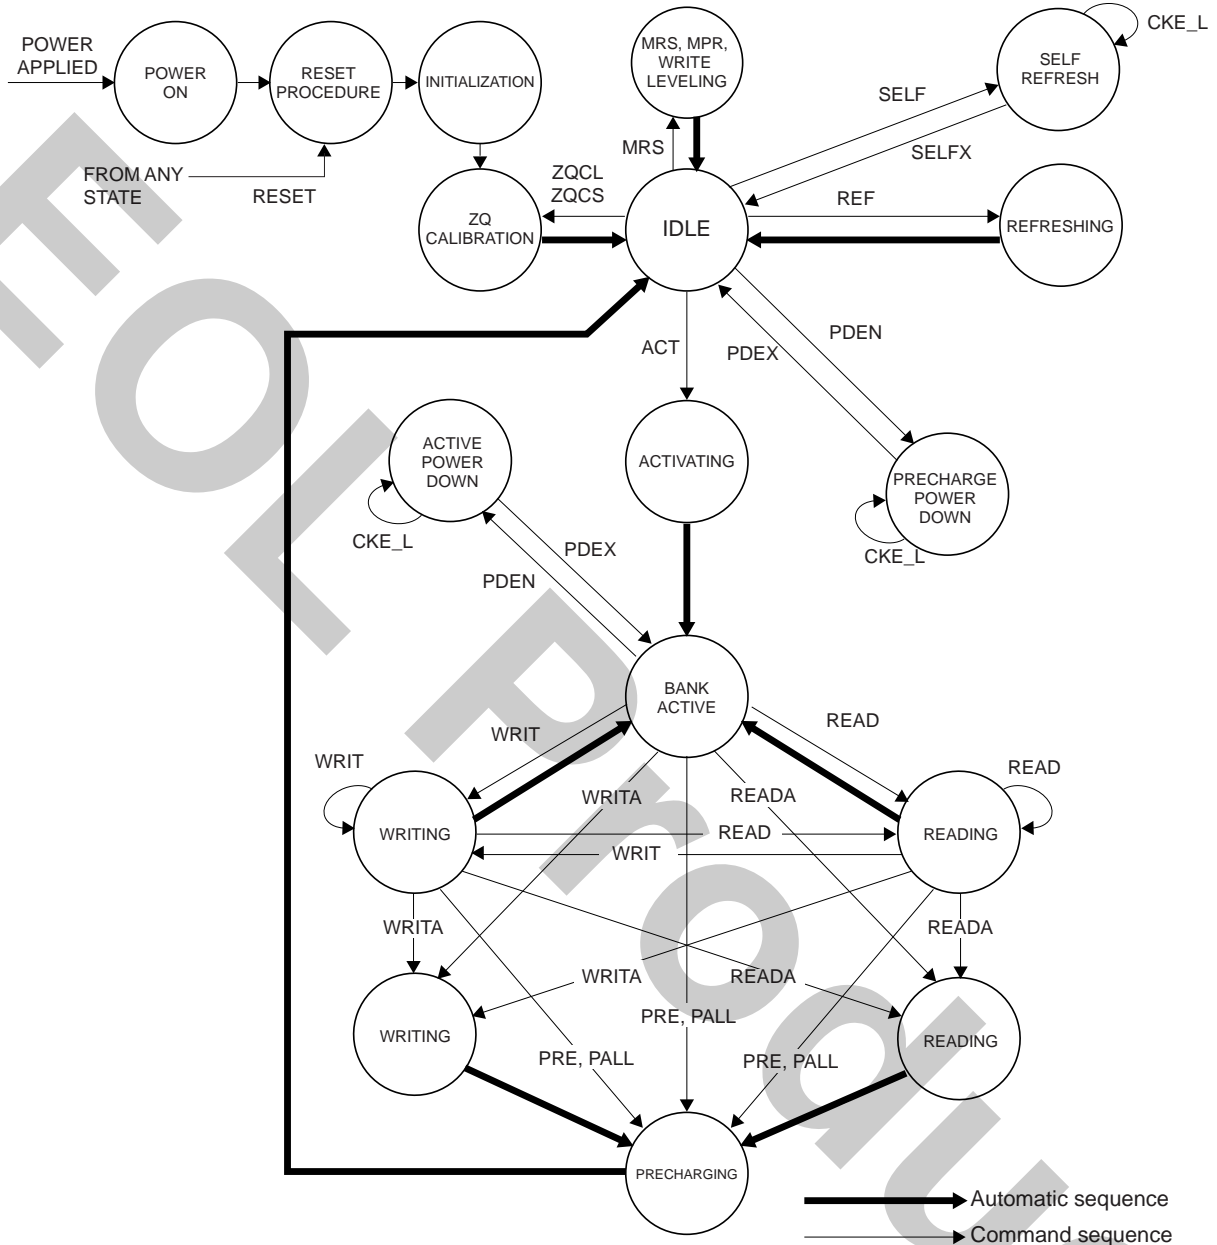 POWER
APPLIED
POWER
ON
RESET
PROCEDURE
INITIALIZATION
MRS, MPR,
WRITE
LEVELING
SELF
REFRESH
CKE_L
FROM ANY
STATE
RESET
ZQCL
ZQCS
MRS
SELF
SELFX
REF
ZQ
CALIBRATION
IDLE
REFRESHING
ACT
PDEX
PDEN
ACTIVE
POWER
DOWN
ACTIVATING
PRECHARGE
POWER
DOWN
CKE_L
CKE_L
PDEX
PDEN
BANK
ACTIVE
WRIT
READ
WRIT
READ
WRITA
READA
WRITING
READ
READING
WRIT
WRITA
READA
WRITA
READA
WRITING
PRE, PALL
READING
PRE, PALL
PRE, PALL
PRECHARGING
Automatic sequence
Command sequence
EOL Produ